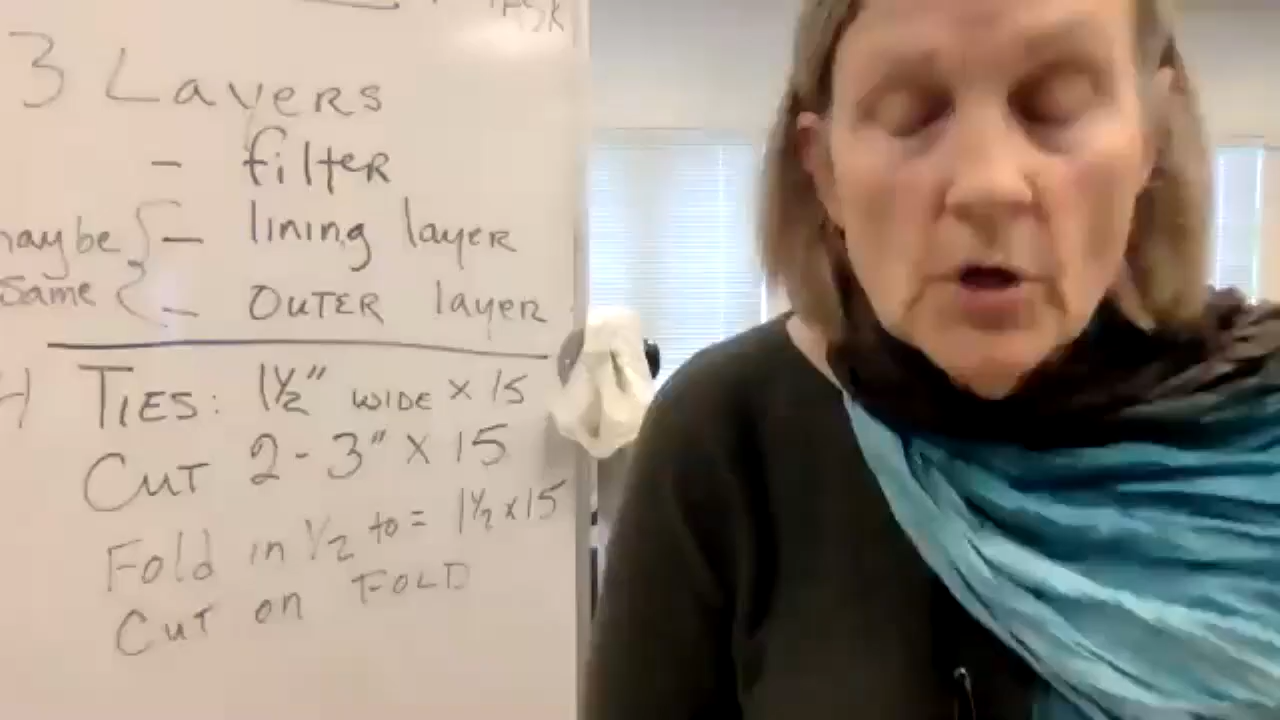 3 LAYERS
- filter
maybe - lining layer
Same - OUTER layer
TIES: 1½" WIDE x 15
CUT 2 - 3" x 15
Fold in ½ to = 1½ x 15
CUT on FOLD